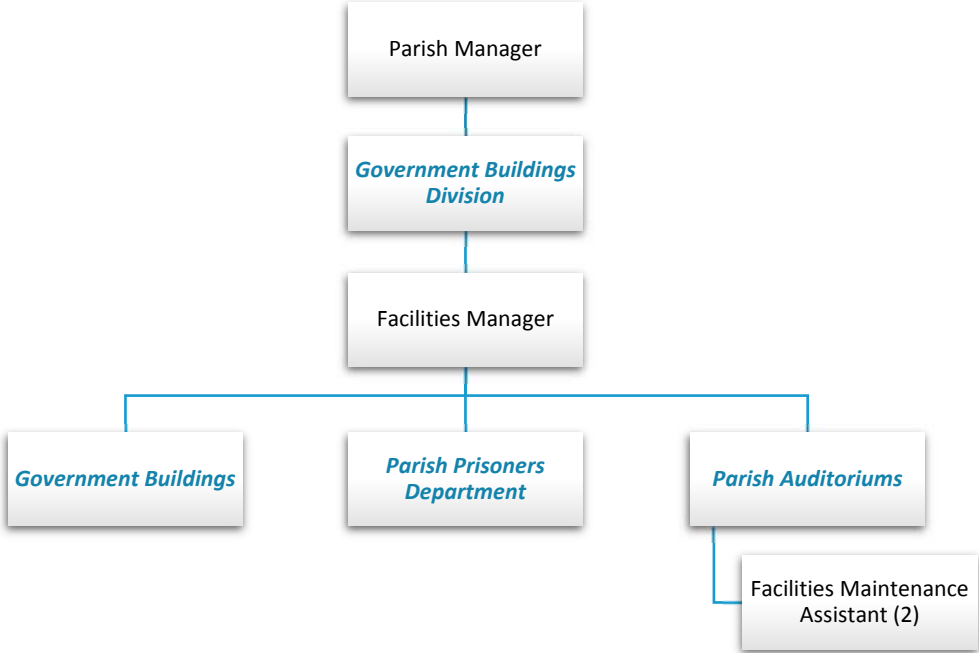 Parish Manager
Government Buildings
Division
Facilities Manager
Government Buildings
Parish Prisoners
Department
Parish Auditoriums
Facilities Maintenance
Assistant (2)